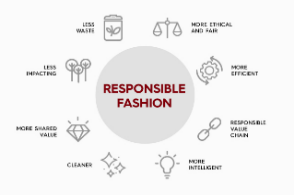 LESS
WASTE
MORE ETHICAL
AND FAIR
LESS
IMPACTING
MORE
EFFICIENT
RESPONSIBLE
FASHION
MORE SHARED
VALUE
RESPONSIBLE
VALUE
CHAIN
CLEANER
MORE
INTELLIGENT